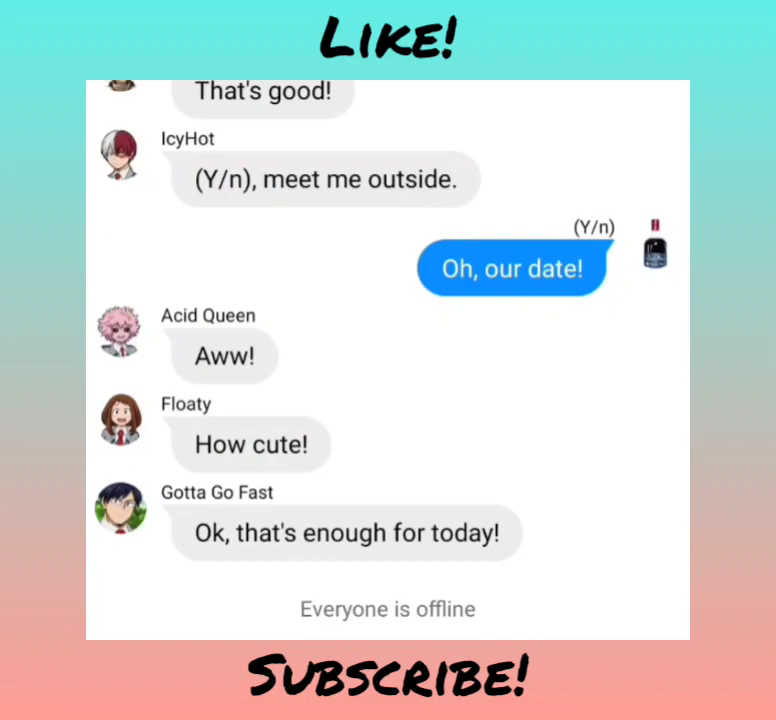 LIKE!
That's good!
IcyHot
(Y/n), meet me outside.
(Y/n)
Oh, our date!
Acid Queen
Aww!
Floaty
How cute!
Gotta Go Fast
Ok, that's enough for today!
Everyone is offline
SUBSCRIBE!